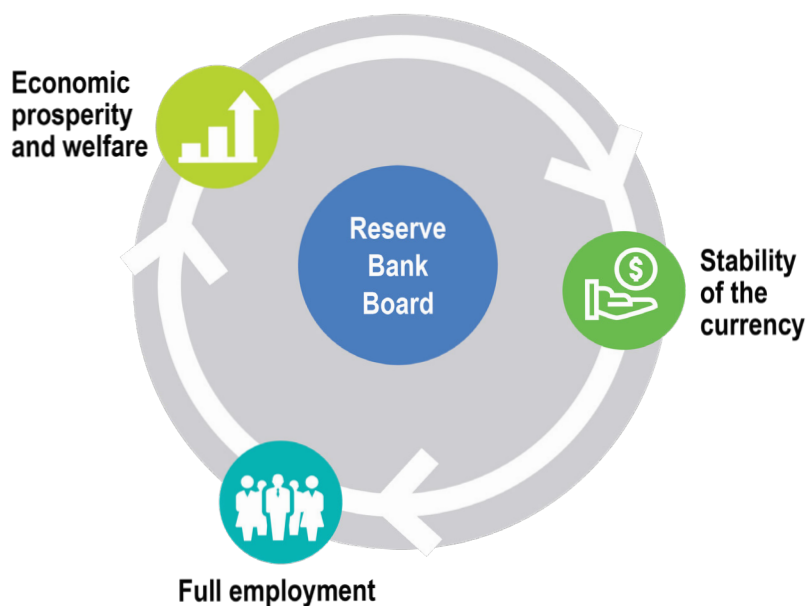 Economic
prosperity
and welfare
Reserve
Bank
Board
$
Stability
of the
currency
Full employment